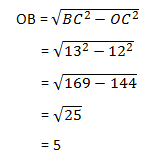 OB = √(BC² − OC²)
= √(13² − 12²)
= √(169 − 144)
= √25
= 5